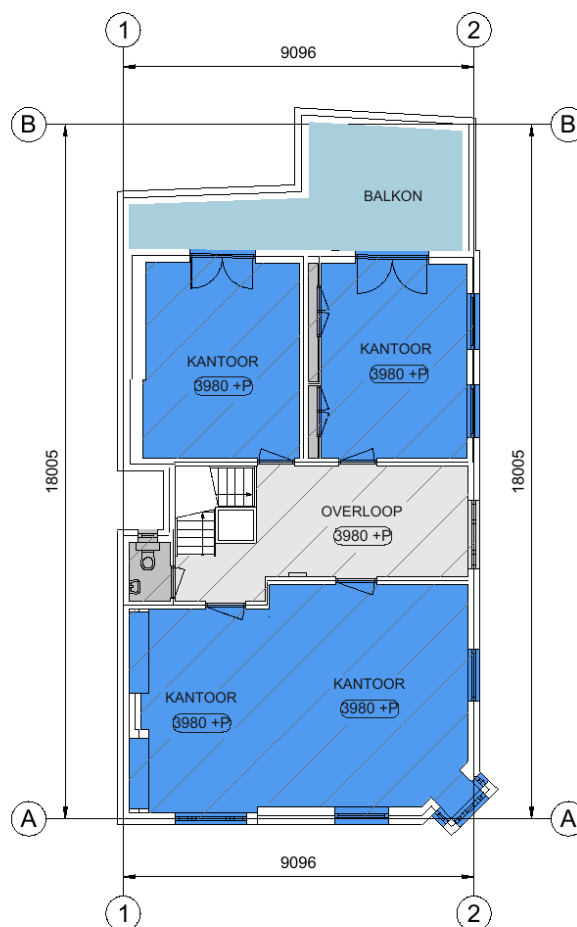 1
2
9096
B
B
BALKON
KANTOOR
3980 +P
KANTOOR
3980 +P
18005
18005
OVERLOOP
3980 +P
KANTOOR
3980 +P
KANTOOR
3980 +P
A
A
9096
1
2